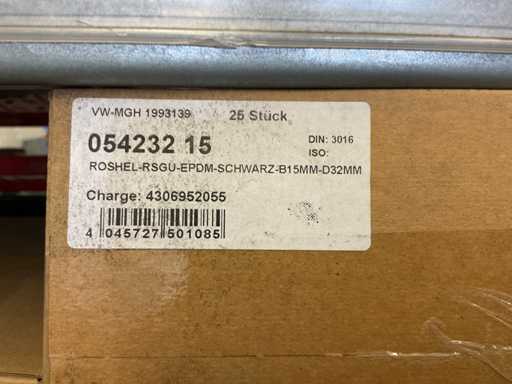 VW-MGH 1993139 25 Stück
054232 15 DIN: 3016
ISO:
ROSHEL-RSGU-EPDM-SCHWARZ-B15MM-D32MM
Charge: 4306952055
4 045727 501085